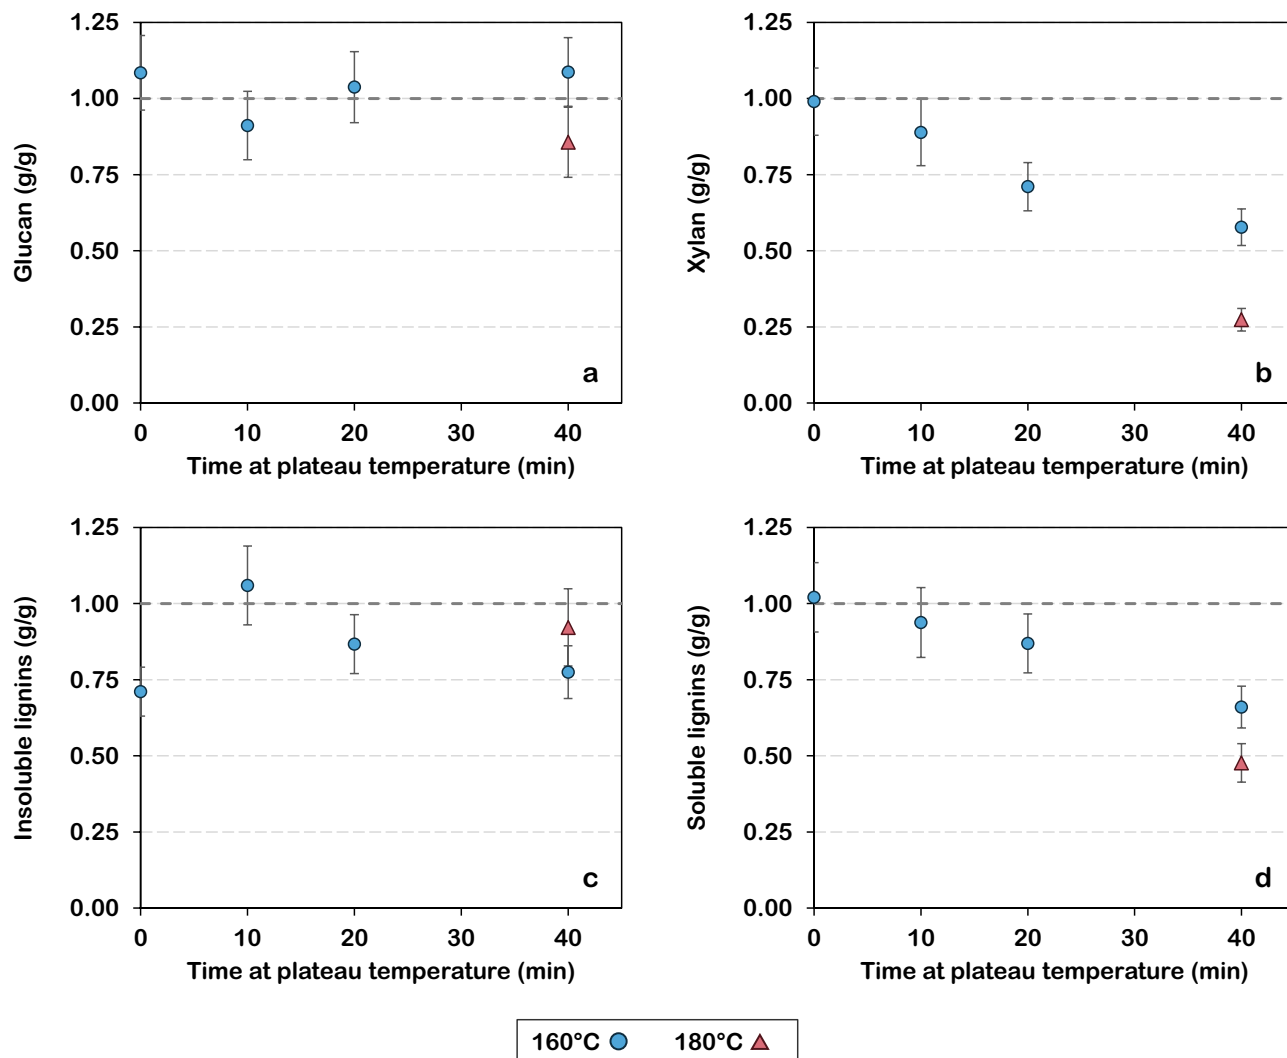 1.25
1.00
0.75
0.50
0.25
0.00
Glucan (g/g)
a
0 10 20 30 40
Time at plateau temperature (min)
1.25
1.00
0.75
0.50
0.25
0.00
Xylan (g/g)
b
0 10 20 30 40
Time at plateau temperature (min)
1.25
1.00
0.75
0.50
0.25
0.00
Insoluble lignins (g/g)
c
0 10 20 30 40
Time at plateau temperature (min)
1.25
1.00
0.75
0.50
0.25
0.00
Soluble lignins (g/g)
d
0 10 20 30 40
Time at plateau temperature (min)
160°C 180°C